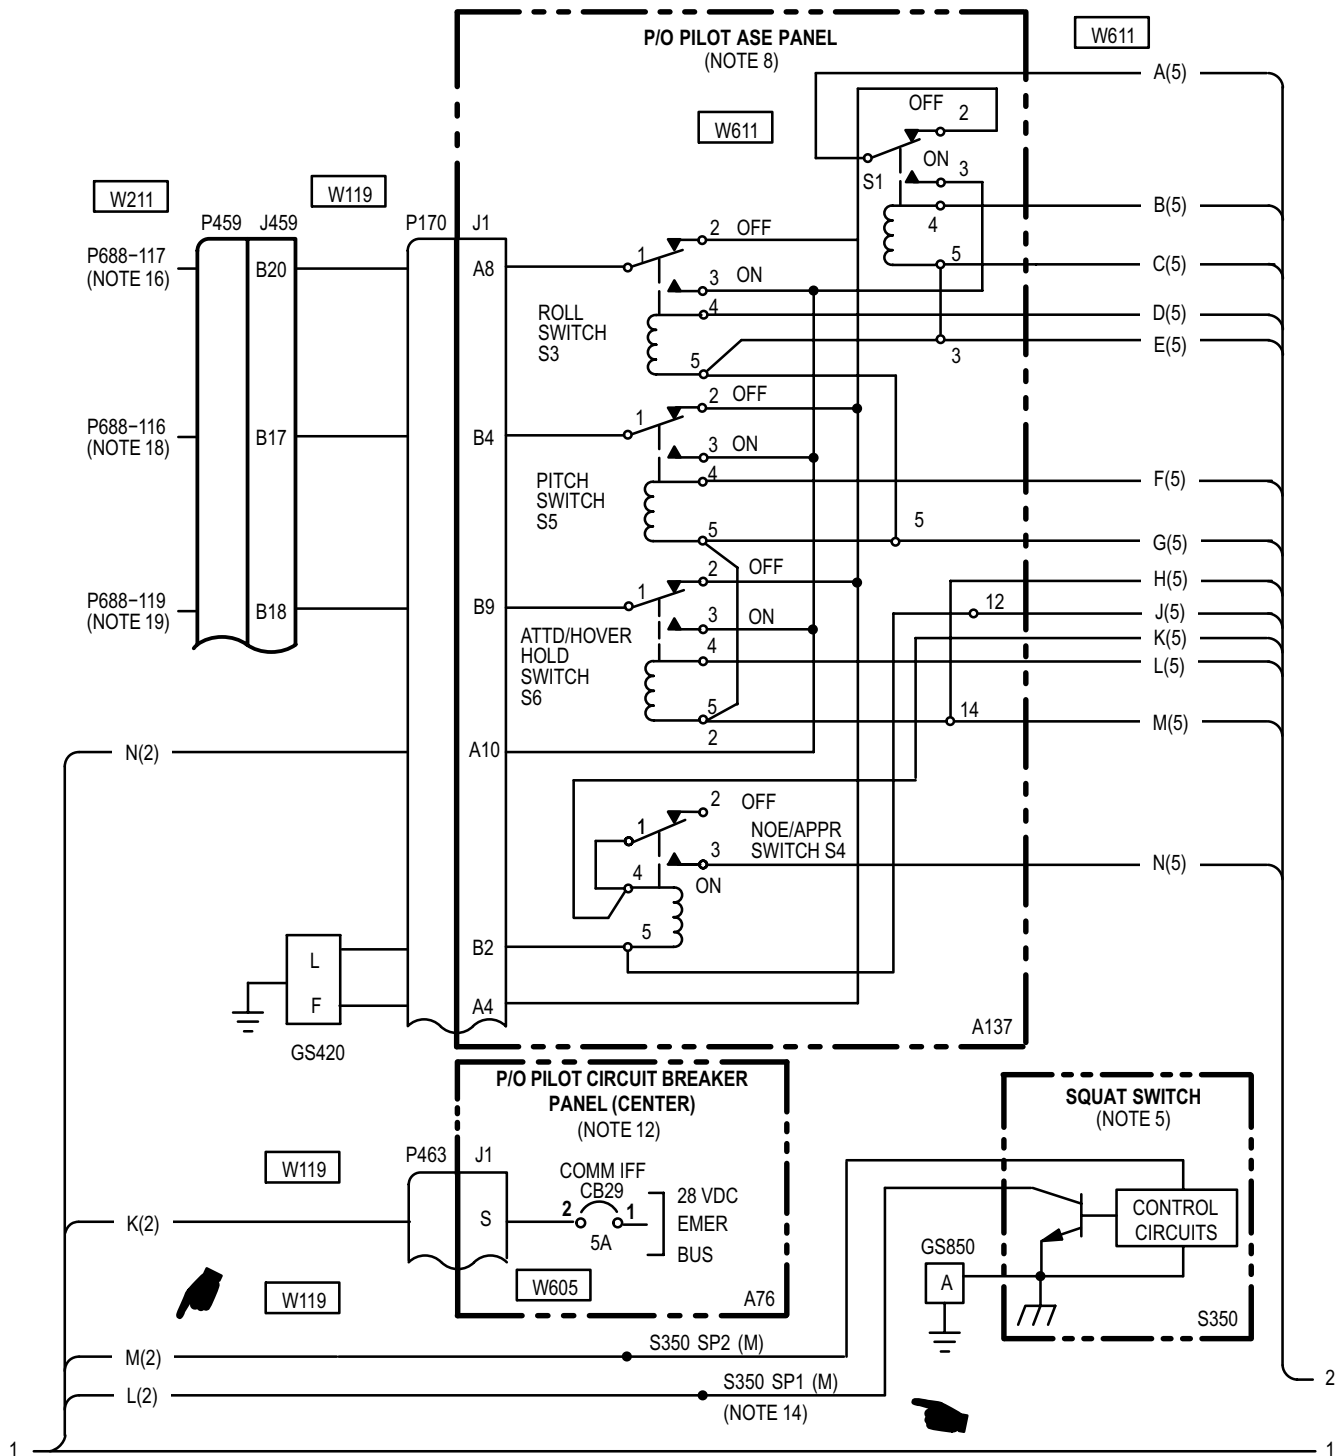 P/O PILOT ASE PANEL
(NOTE 8)
W611
W611
A(5)
OFF
2
ON
3
S1
4
5
B(5)
C(5)
W211
W119
P459 J459
P170 J1
P688-117
(NOTE 16)
B20
A8
1
2 OFF
3 ON
4
5
ROLL
SWITCH
S3
D(5)
E(5)
3
P688-116
(NOTE 18)
B17
B4
1
2 OFF
3 ON
4
5
PITCH
SWITCH
S5
F(5)
5
G(5)
P688-119
(NOTE 19)
B18
B9
1
2 OFF
3 ON
4
5
2
ATTD/HOVER
HOLD
SWITCH
S6
H(5)
12
J(5)
K(5)
L(5)
14
M(5)
N(2)
A10
1
2 OFF
NOE/APPR
SWITCH S4
3
ON
4
5
N(5)
L
F
GS420
B2
A4
A137
P/O PILOT CIRCUIT BREAKER
PANEL (CENTER)
(NOTE 12)
W119
P463 J1
K(2)
S
COMM IFF
CB29
2 1
5A
28 VDC
EMER
BUS
W605
A76
W119
SQUAT SWITCH
(NOTE 5)
CONTROL
CIRCUITS
GS850
A
S350
M(2)
S350 SP2 (M)
L(2)
S350 SP1 (M)
(NOTE 14)
2
1
1